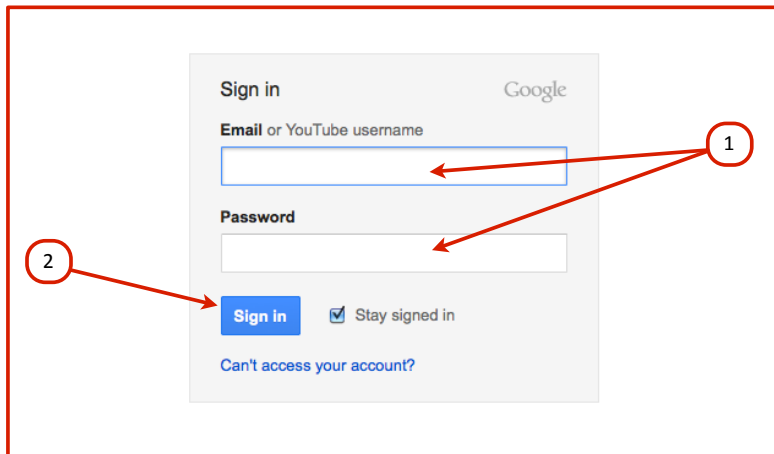 Sign in Google
Email or YouTube username
1
Password
2
Sign in Stay signed in
Can't access your account?